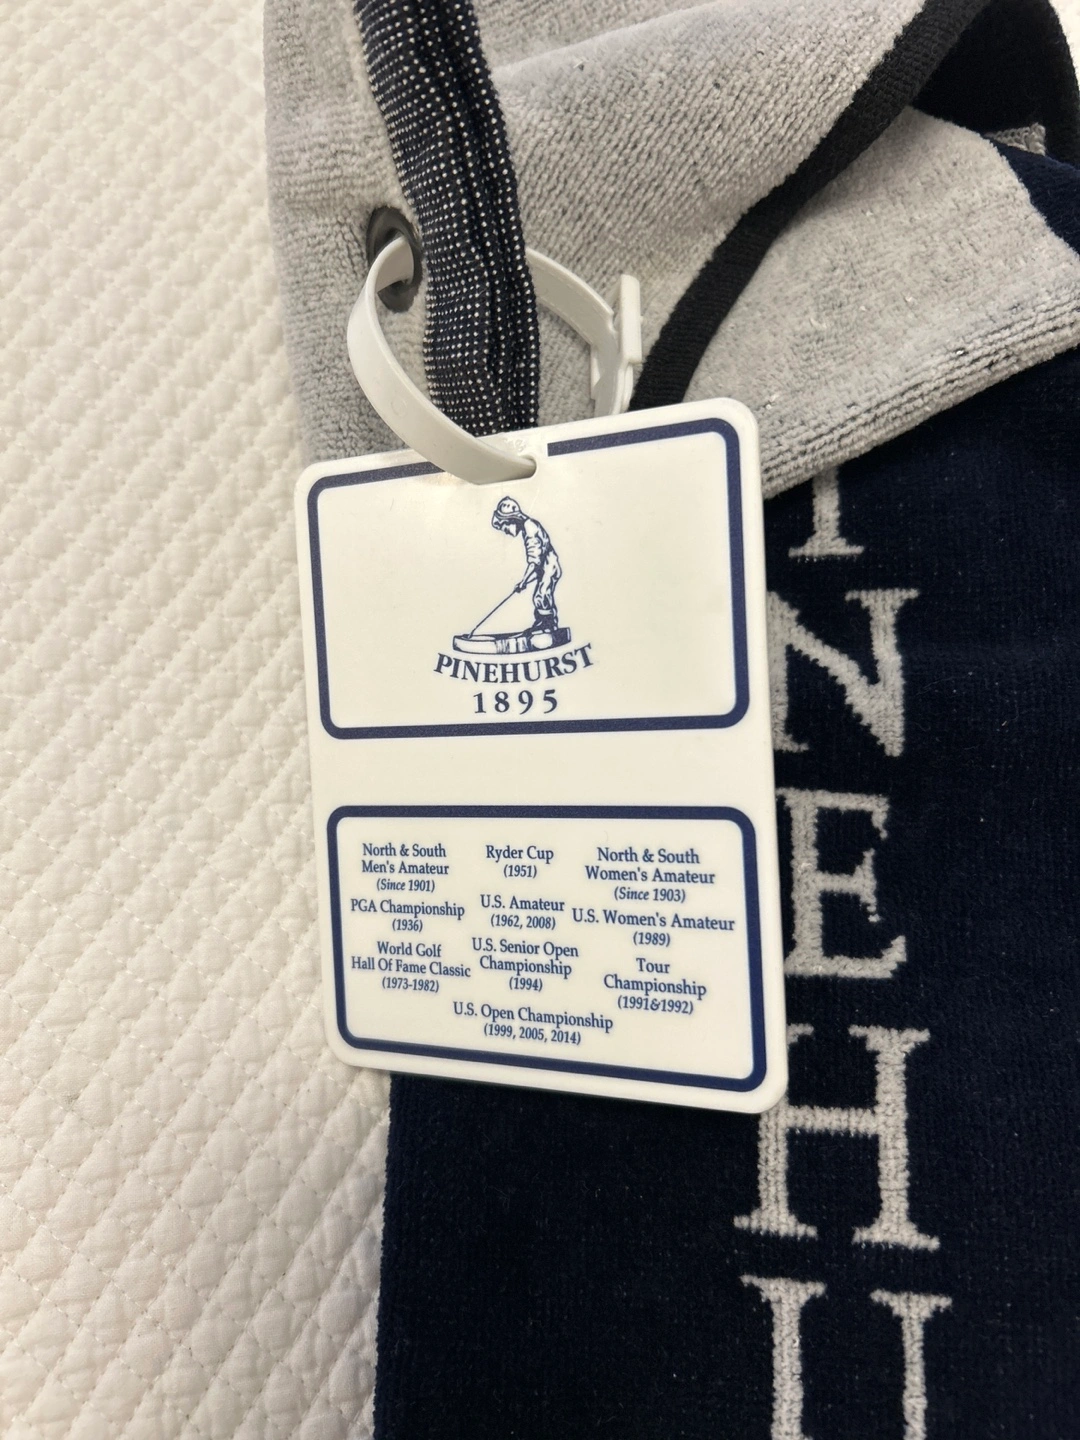 PINEHURST
1895
North & South
Men's Amateur
(Since 1901)
Ryder Cup
(1951)
North & South
Women's Amateur
(Since 1903)
PGA Championship
(1936)
U.S. Amateur
(1962, 2008)
U.S. Women's Amateur
(1989)
World Golf
Hall Of Fame Classic
(1973-1982)
U.S. Senior Open
Championship
(1994)
Tour
Championship
(1991&1992)
U.S. Open Championship
(1999, 2005, 2014)
I
N
E
H
U